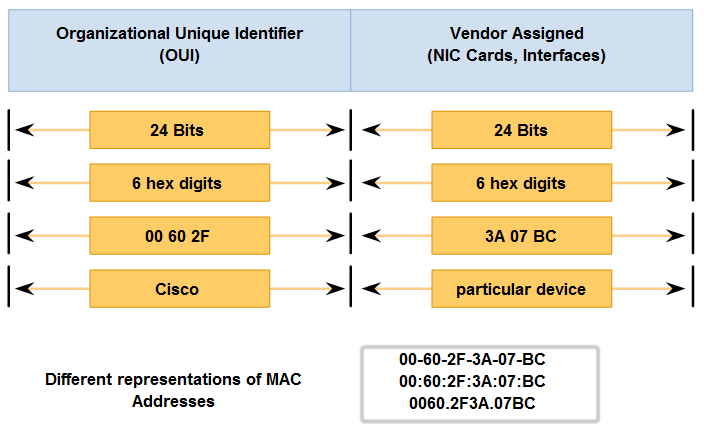 Organizational Unique Identifier
(OUI)
Vendor Assigned
(NIC Cards, Interfaces)
24 Bits
24 Bits
6 hex digits
6 hex digits
00 60 2F
3A 07 BC
Cisco
particular device
Different representations of MAC
Addresses
00-60-2F-3A-07-BC
00:60:2F:3A:07:BC
0060.2F3A.07BC